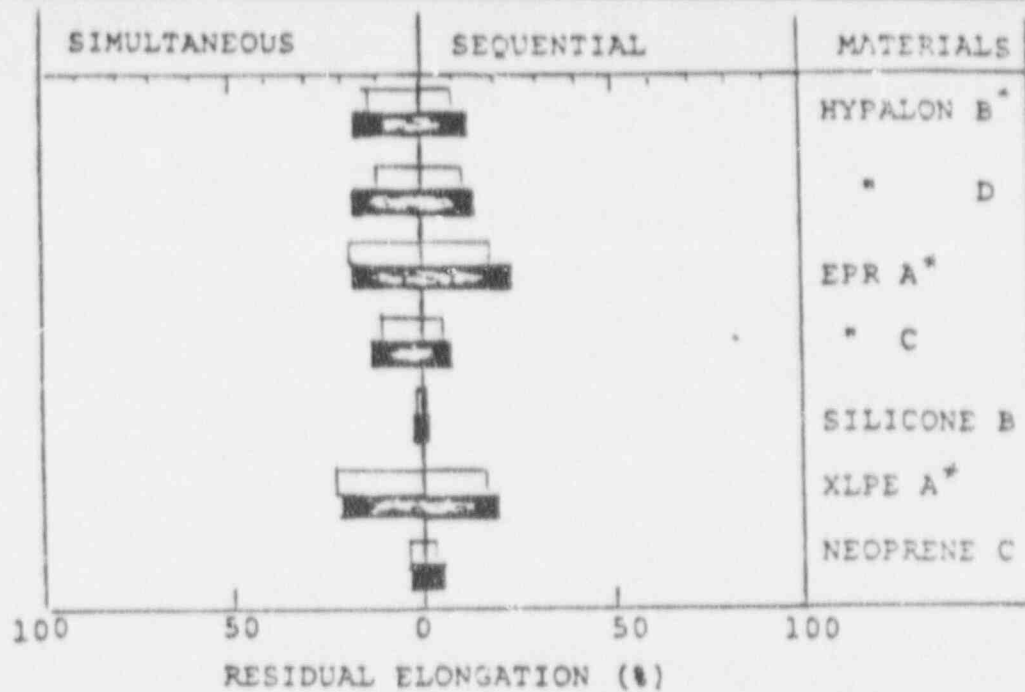 SIMULTANEOUS SEQUENTIAL MATERIALS
HYPALON B*
" D
EPR A*
" C
SILICONE B
XLPE A*
NEOPRENE C
100 50 0 50 100
RESIDUAL ELONGATION (%)